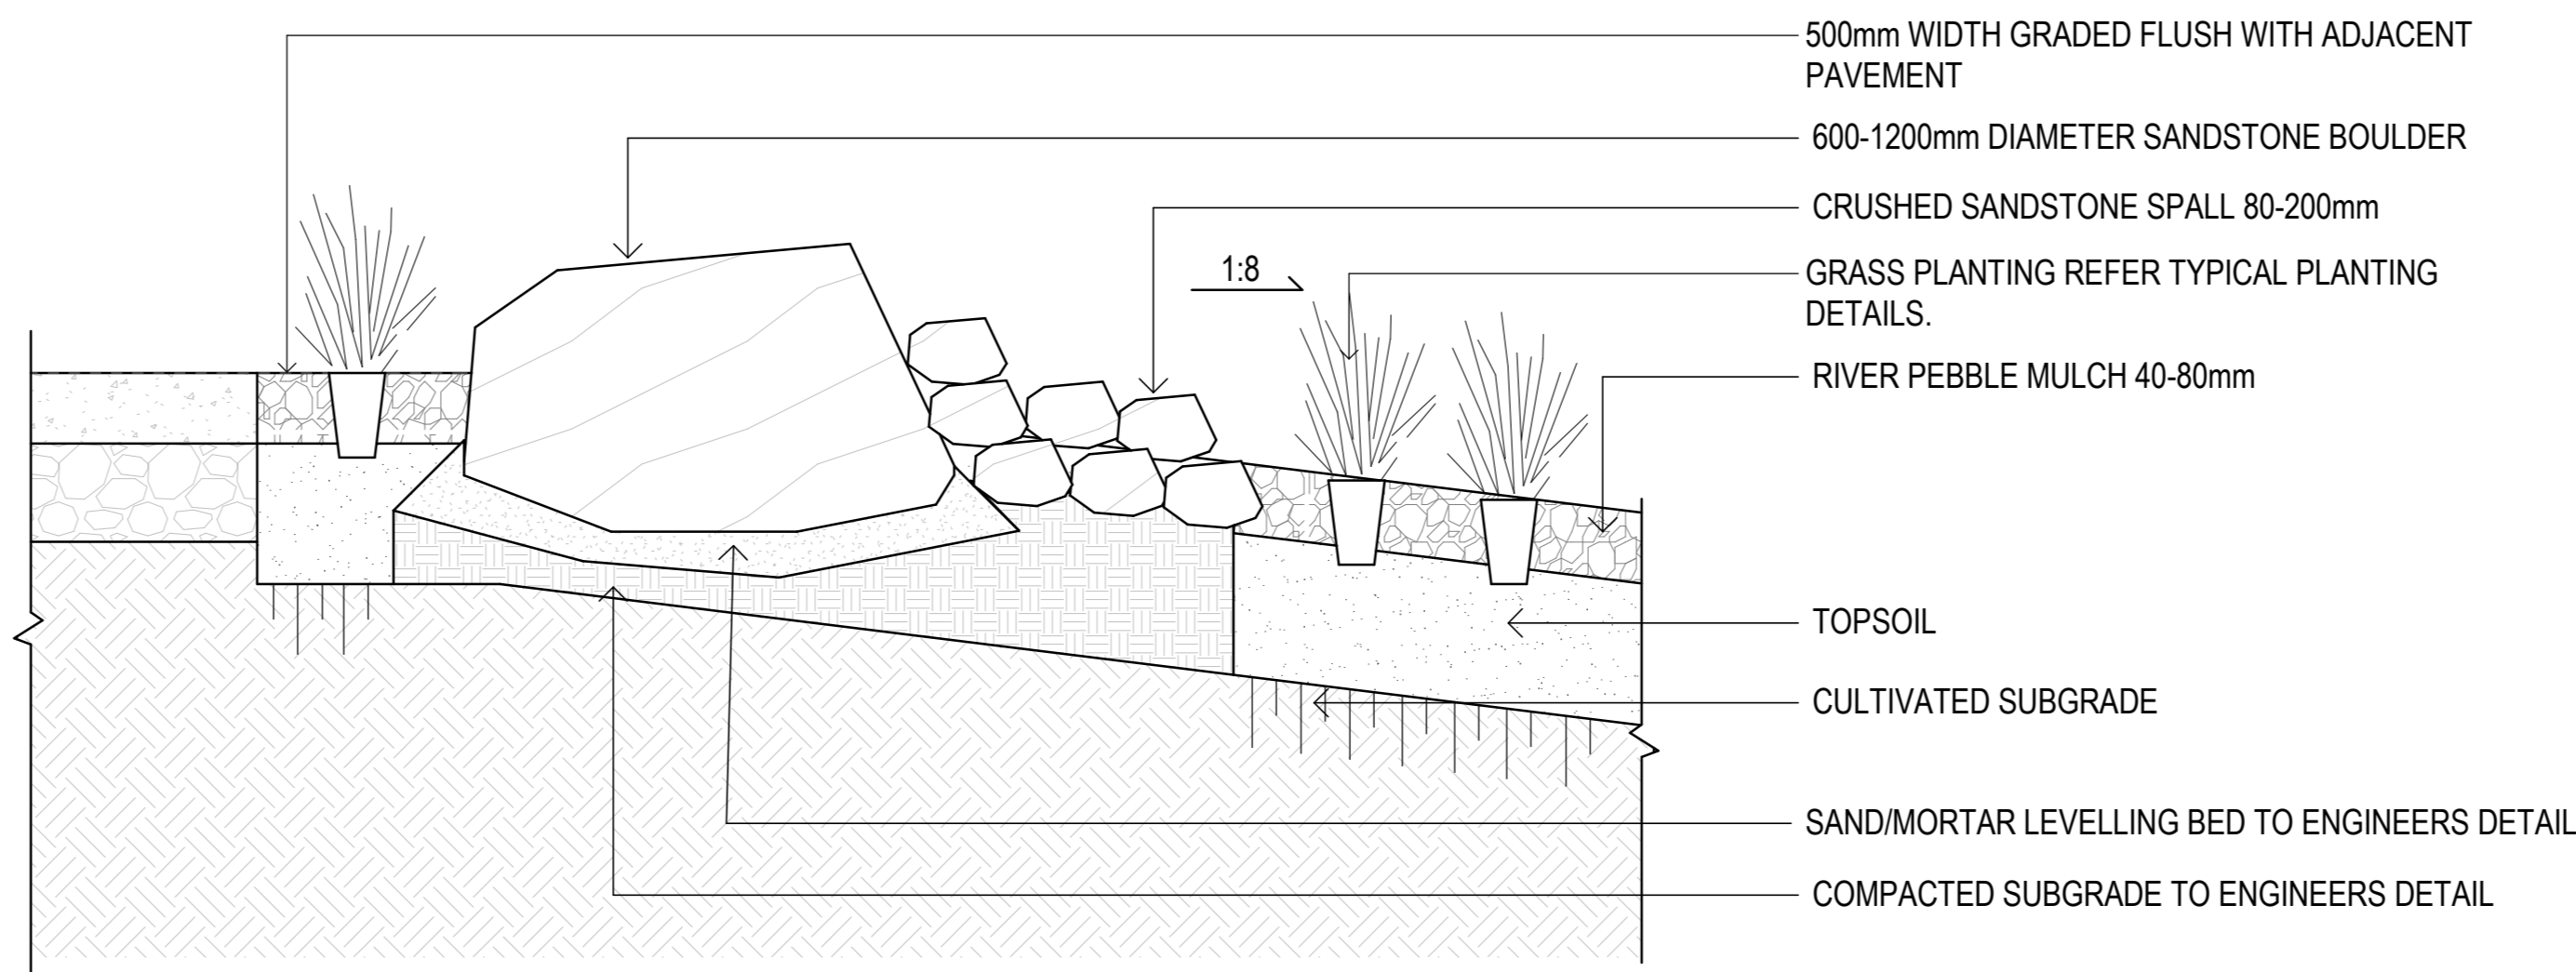 500mm WIDTH GRADED FLUSH WITH ADJACENT
PAVEMENT
600-1200mm DIAMETER SANDSTONE BOULDER
CRUSHED SANDSTONE SPALL 80-200mm
1:8
GRASS PLANTING REFER TYPICAL PLANTING
DETAILS.
RIVER PEBBLE MULCH 40-80mm
TOPSOIL
CULTIVATED SUBGRADE
SAND/MORTAR LEVELLING BED TO ENGINEERS DETAIL
COMPACTED SUBGRADE TO ENGINEERS DETAIL